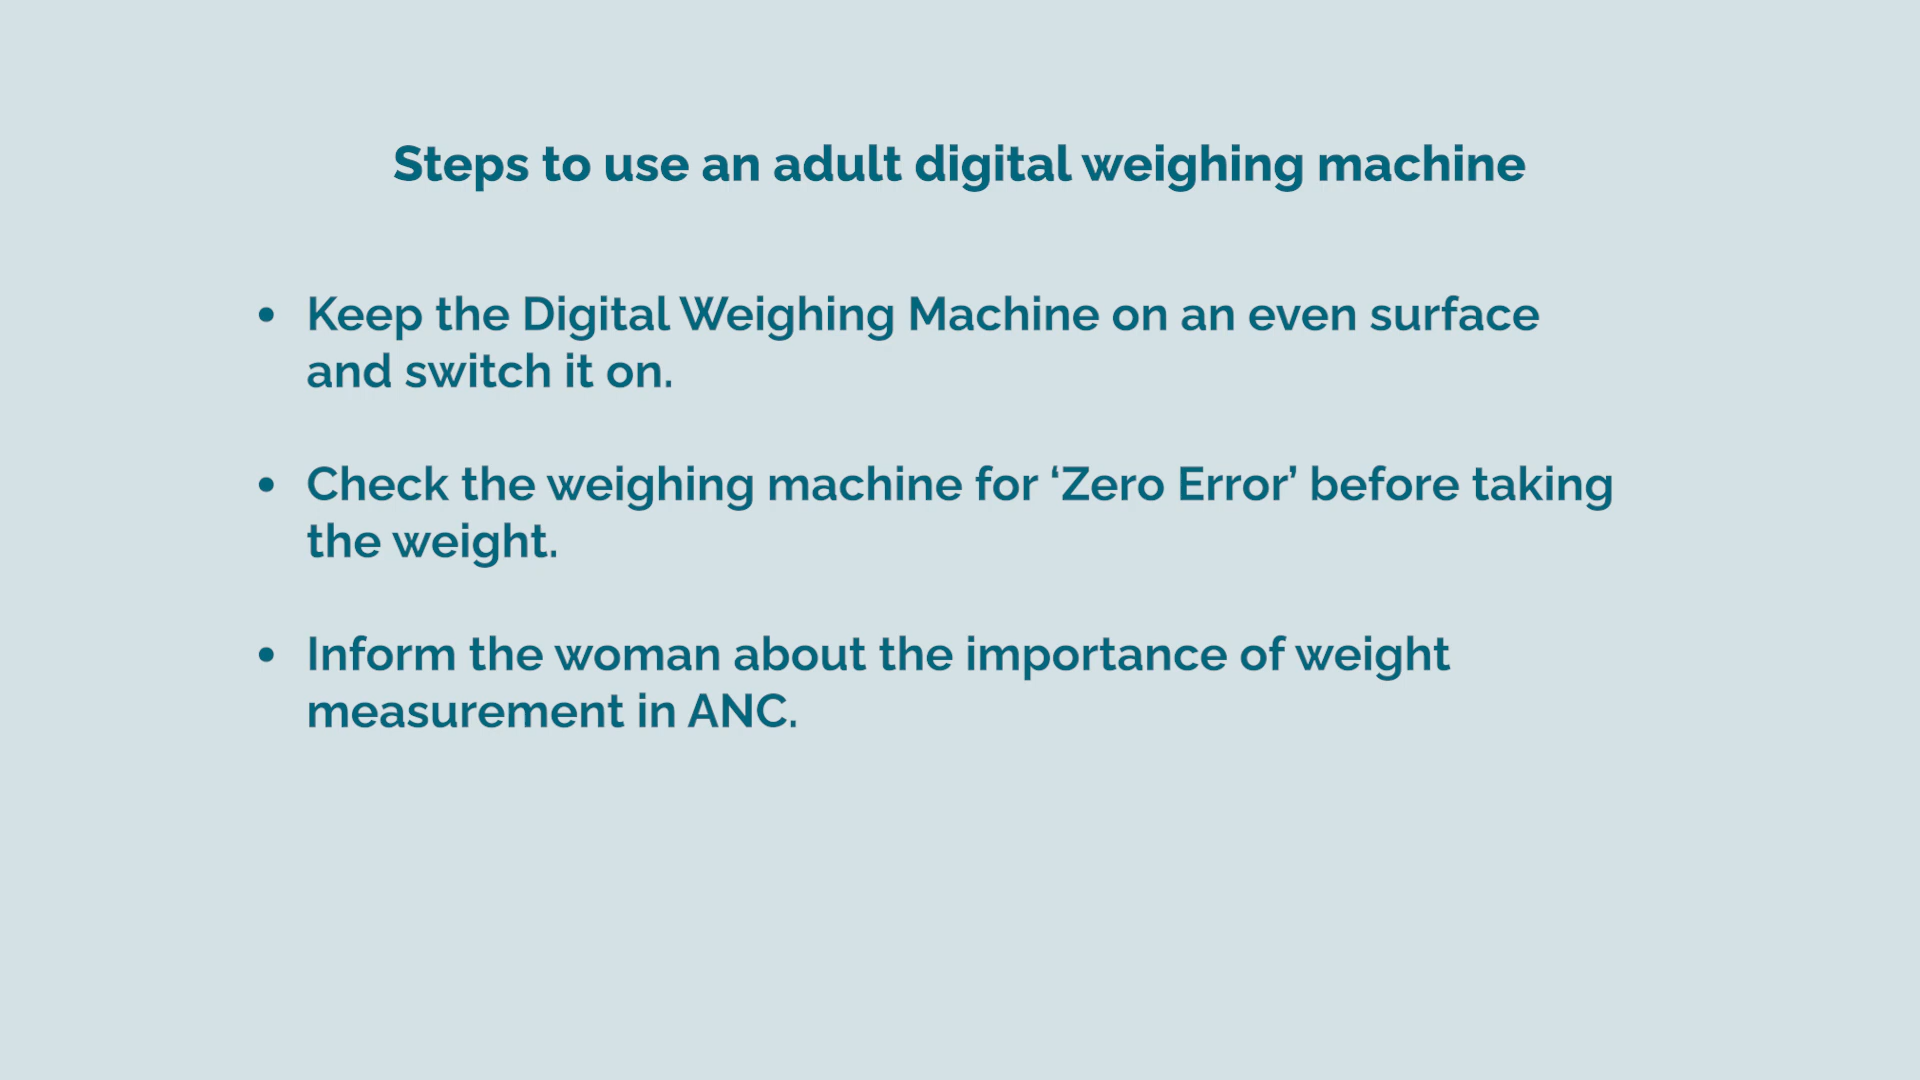 Steps to use an adult digital weighing machine
• Keep the Digital Weighing Machine on an even surface
and switch it on.
• Check the weighing machine for ‘Zero Error’ before taking
the weight.
• Inform the woman about the importance of weight
measurement in ANC.